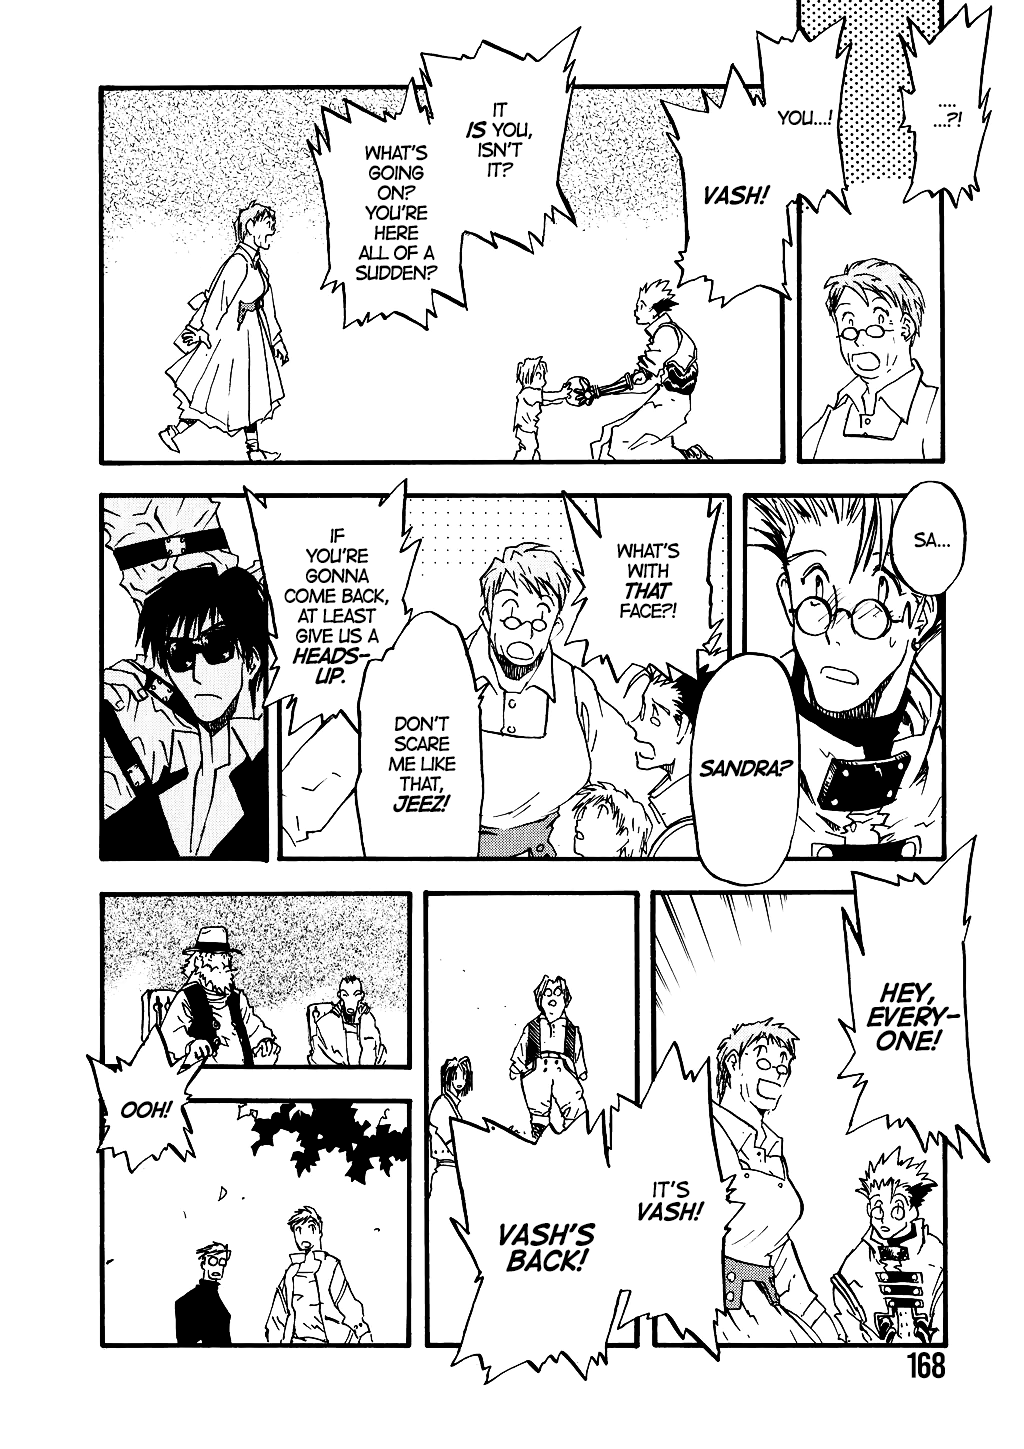 ....
....?!
YOU...!
VASH!
IT
IS YOU,
ISN'T
IT?
WHAT'S
GOING
ON?
YOU'RE
HERE
ALL OF A
SUDDEN?
SA...
SANDRA?
WHAT'S
WITH
THAT
FACE?!
DON'T
SCARE
ME LIKE
THAT,
JEEZ!
IF
YOU'RE
GONNA
COME BACK,
AT LEAST
GIVE US A
HEADS-
UP.
HEY,
EVERY-
ONE!
IT'S
VASH!
VASH'S
BACK!
OOH!
168